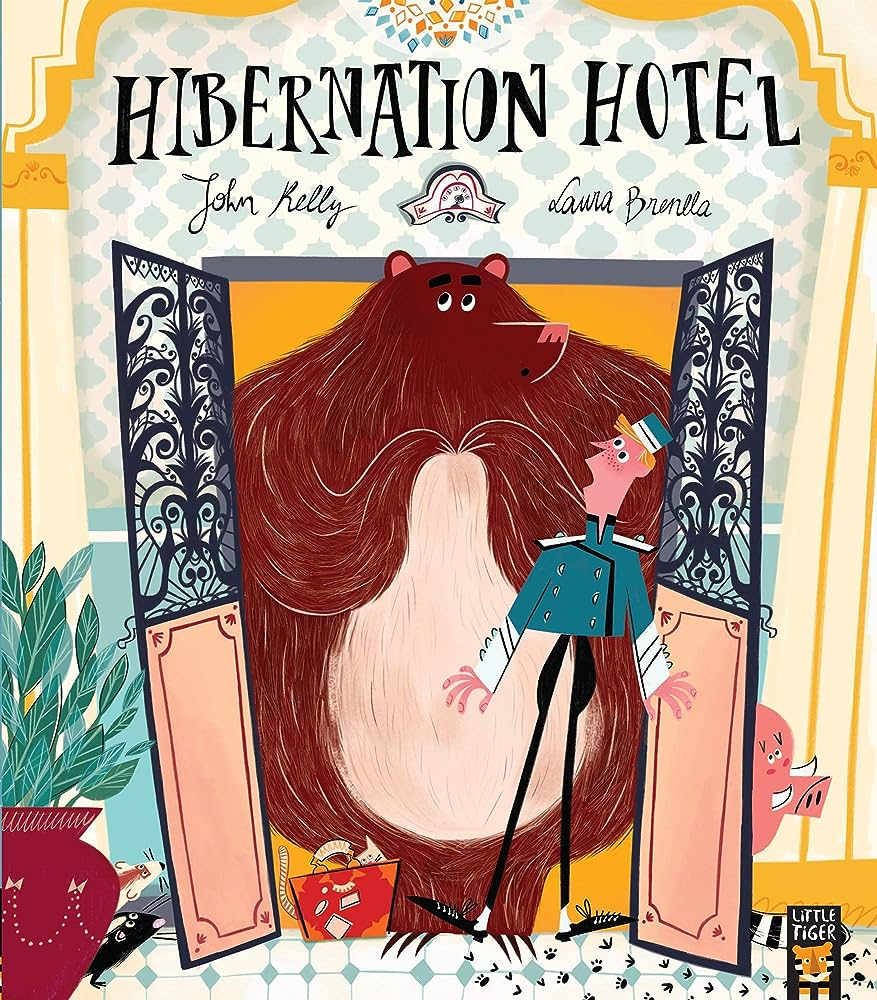 HIBERNATION HOTEL
John Kelly
Laura Brenlla
LITTLE
TIGER